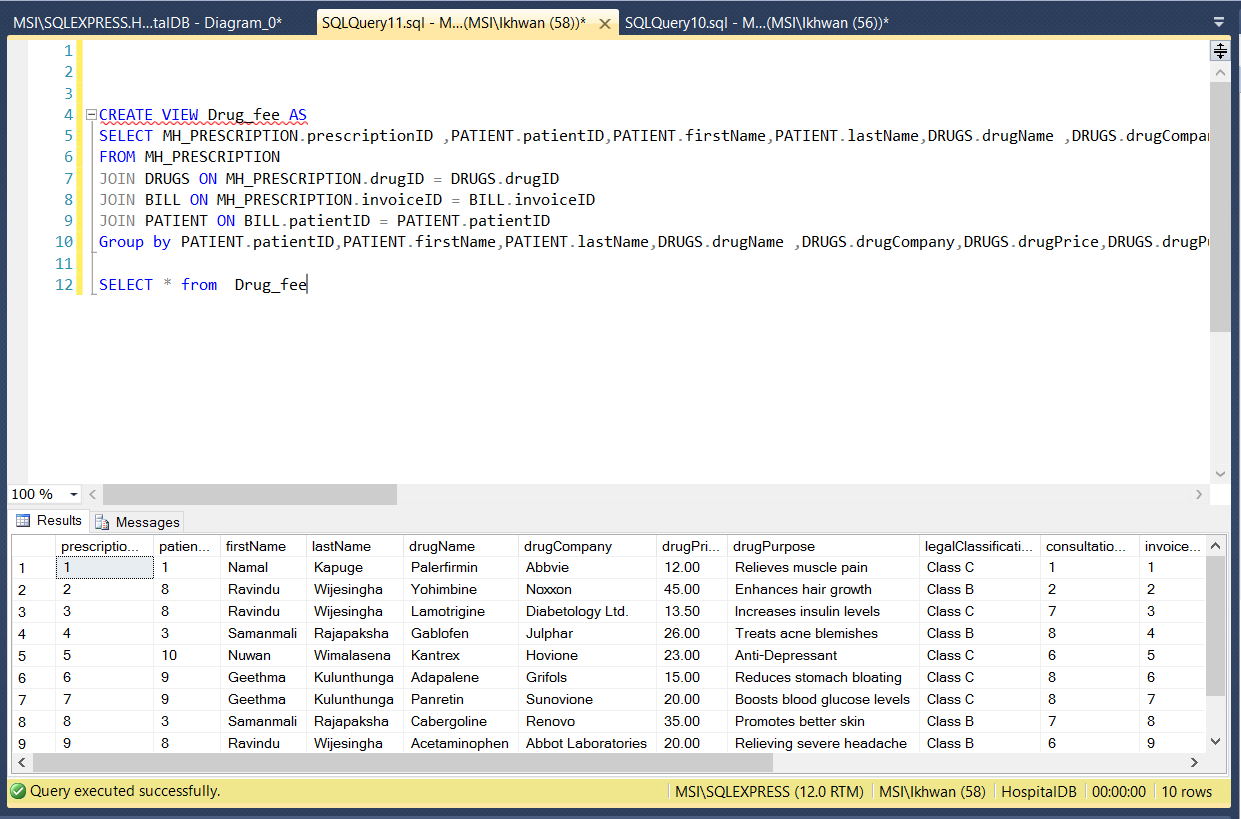 MSI\SQLEXPRESS.H...talDB - Diagram_0*  SQLQuery11.sql - M...(MSI\Ikhwan (58))*  SQLQuery10.sql - M...(MSI\Ikhwan (56))*
1
2
3
4 CREATE VIEW Drug_fee AS
5 SELECT MH_PRESCRIPTION.prescriptionID ,PATIENT.patientID,PATIENT.firstName,PATIENT.lastName,DRUGS.drugName ,DRUGS.drugCompan
6 FROM MH_PRESCRIPTION
7 JOIN DRUGS ON MH_PRESCRIPTION.drugID = DRUGS.drugID
8 JOIN BILL ON MH_PRESCRIPTION.invoiceID = BILL.invoiceID
9 JOIN PATIENT ON BILL.patientID = PATIENT.patientID
10 Group by PATIENT.patientID,PATIENT.firstName,PATIENT.lastName,DRUGS.drugName ,DRUGS.drugCompany,DRUGS.drugPrice,DRUGS.drugPu
11
12 SELECT * from  Drug_fee
100 %
Results  Messages
prescriptio... patien... firstName lastName drugName drugCompany drugPri... drugPurpose legalClassificati... consultatio... invoice...
1 1 1 Namal Kapuge Palerfirmin Abbvie 12.00 Relieves muscle pain Class C 1 1
2 2 8 Ravindu Wijesingha Yohimbine Noxxon 45.00 Enhances hair growth Class B 2 2
3 3 8 Ravindu Wijesingha Lamotrigine Diabetology Ltd. 13.50 Increases insulin levels Class C 7 3
4 4 3 Samanmali Rajapaksha Gablofen Julphar 26.00 Treats acne blemishes Class B 8 4
5 5 10 Nuwan Wimalasena Kantrex Hovione 23.00 Anti-Depressant Class C 6 5
6 6 9 Geethma Kulunthunga Adapalene Grifols 15.00 Reduces stomach bloating Class C 8 6
7 7 9 Geethma Kulunthunga Panretin Sunovione 20.00 Boosts blood glucose levels Class C 8 7
8 8 3 Samanmali Rajapaksha Cabergoline Renovo 35.00 Promotes better skin Class B 7 8
9 9 8 Ravindu Wijesingha Acetaminophen Abbot Laboratories 20.00 Relieving severe headache Class B 6 9
Query executed successfully.  MSI\SQLEXPRESS (12.0 RTM)  MSI\Ikhwan (58)  HospitalDB  00:00:00  10 rows